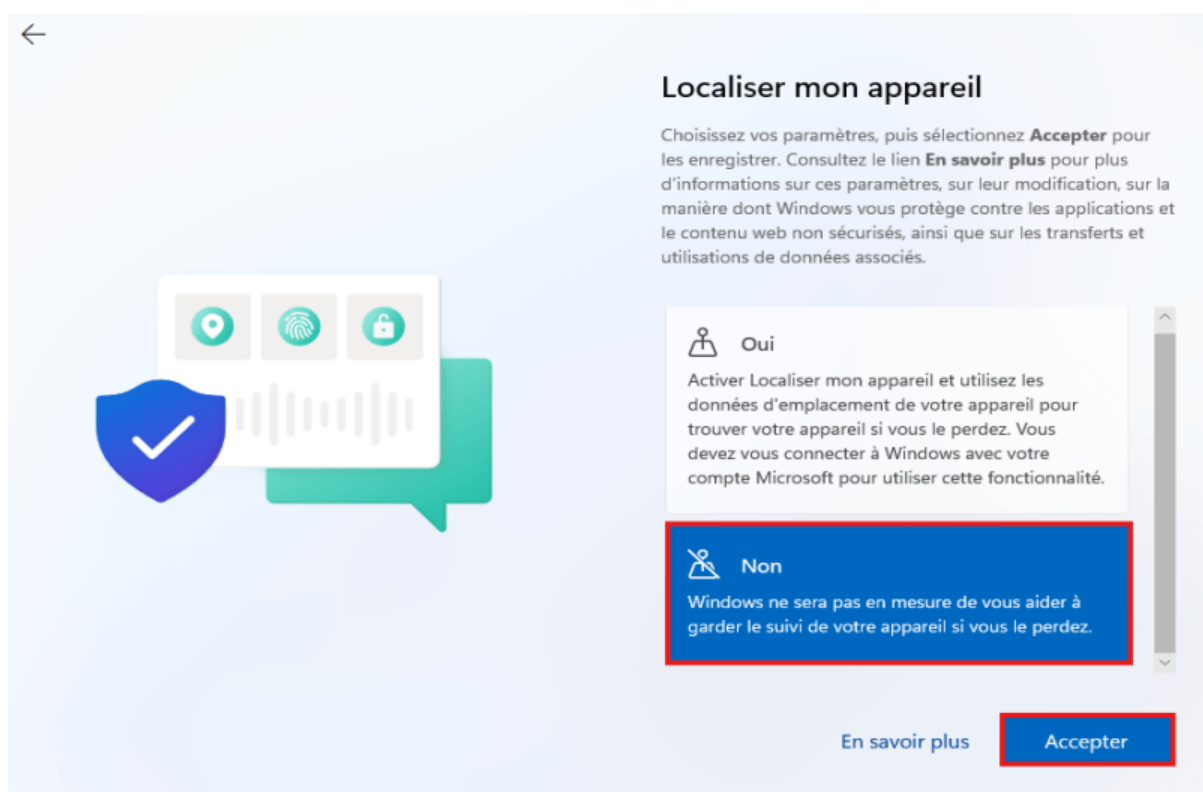 Localiser mon appareil
Choisissez vos paramètres, puis sélectionnez Accepter pour
les enregistrer. Consultez le lien En savoir plus pour plus
d'informations sur ces paramètres, sur leur modification, sur la
manière dont Windows vous protège contre les applications et
le contenu web non sécurisés, ainsi que sur les transferts et
utilisations de données associés.
Oui
Activer Localiser mon appareil et utilisez les
données d'emplacement de votre appareil pour
trouver votre appareil si vous le perdez. Vous
devez vous connecter à Windows avec votre
compte Microsoft pour utiliser cette fonctionnalité.
Non
Windows ne sera pas en mesure de vous aider à
garder le suivi de votre appareil si vous le perdez.
En savoir plus
Accepter